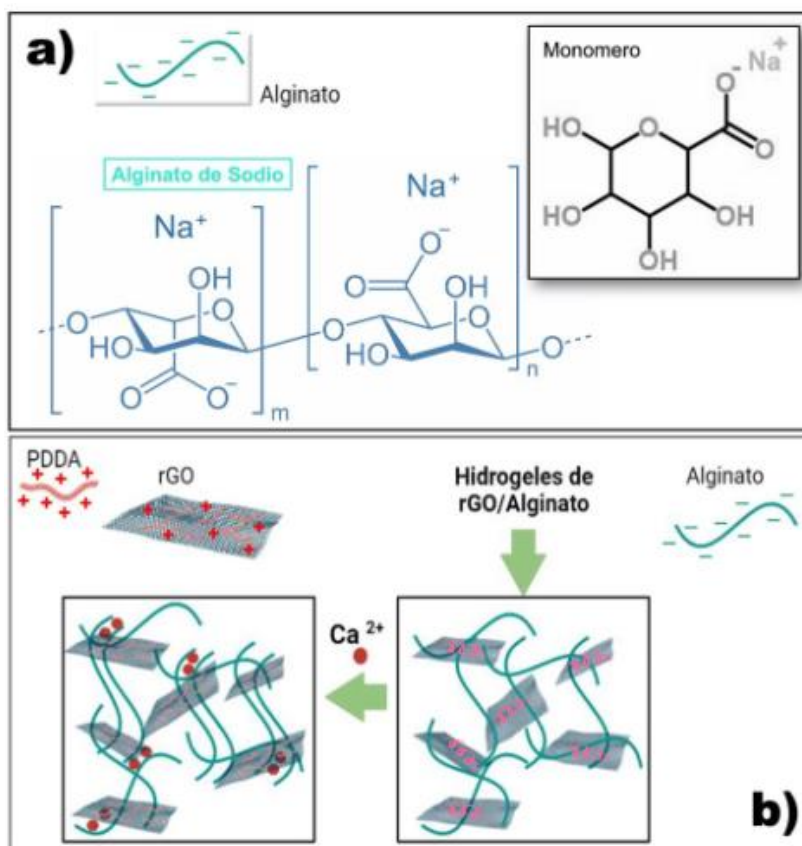 a)
Alginato
Monomero
Na+
O-
HO
O
O
HO
OH
OH
Alginato de Sodio
Na+
Na+
O-
O
OH
OH
O
O
O
O
O
HO
HO
O
O-
m
n
b)
PDDA
rGO
Hidrogeles de
rGO/Alginato
Alginato
Ca 2+